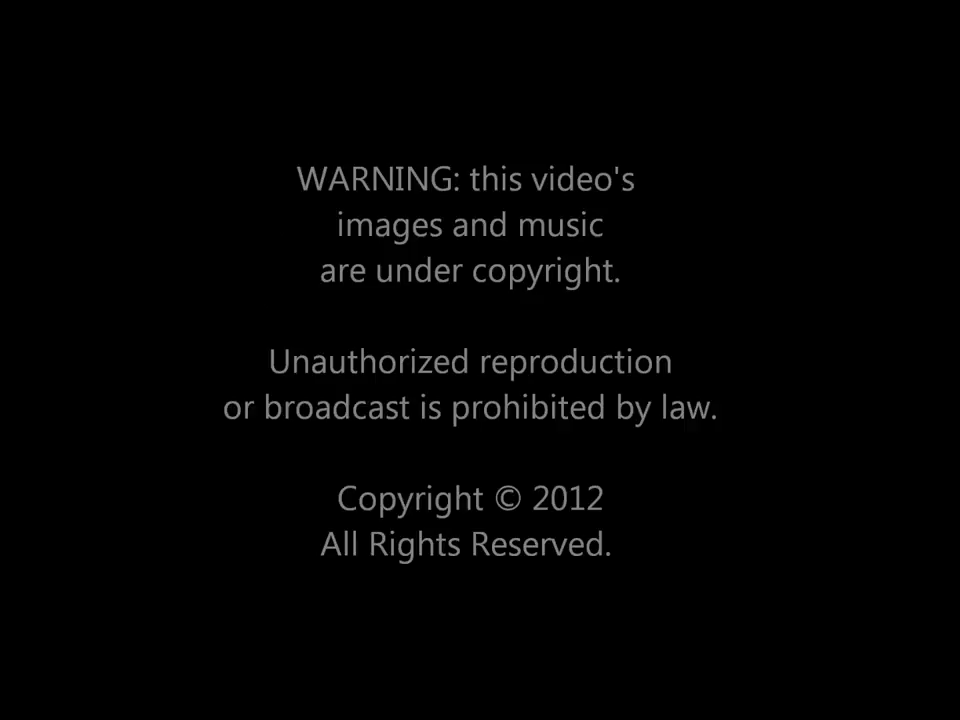 WARNING: this video's
images and music
are under copyright.
Unauthorized reproduction
or broadcast is prohibited by law.
Copyright © 2012
All Rights Reserved.